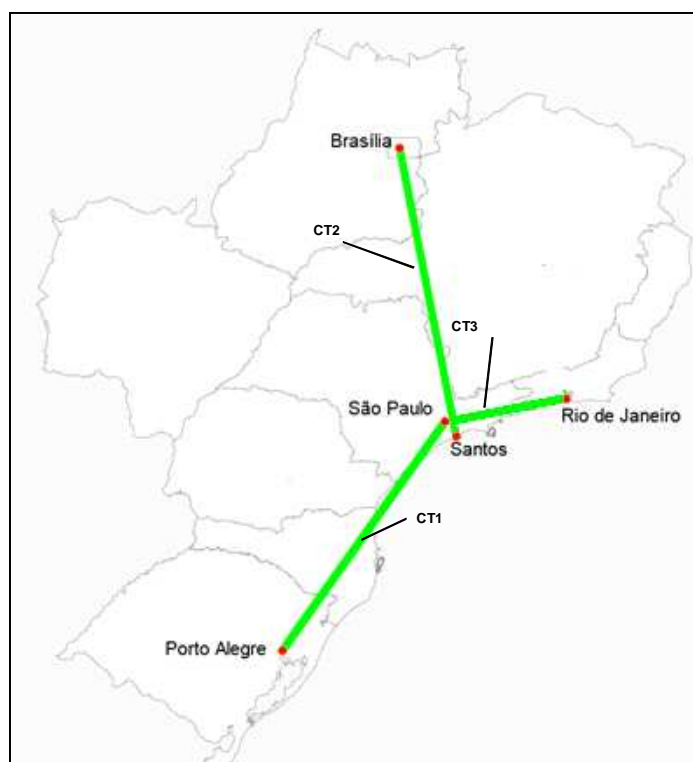 Brasília
CT2
CT3
São Paulo
Rio de Janeiro
Santos
CT1
Porto Alegre